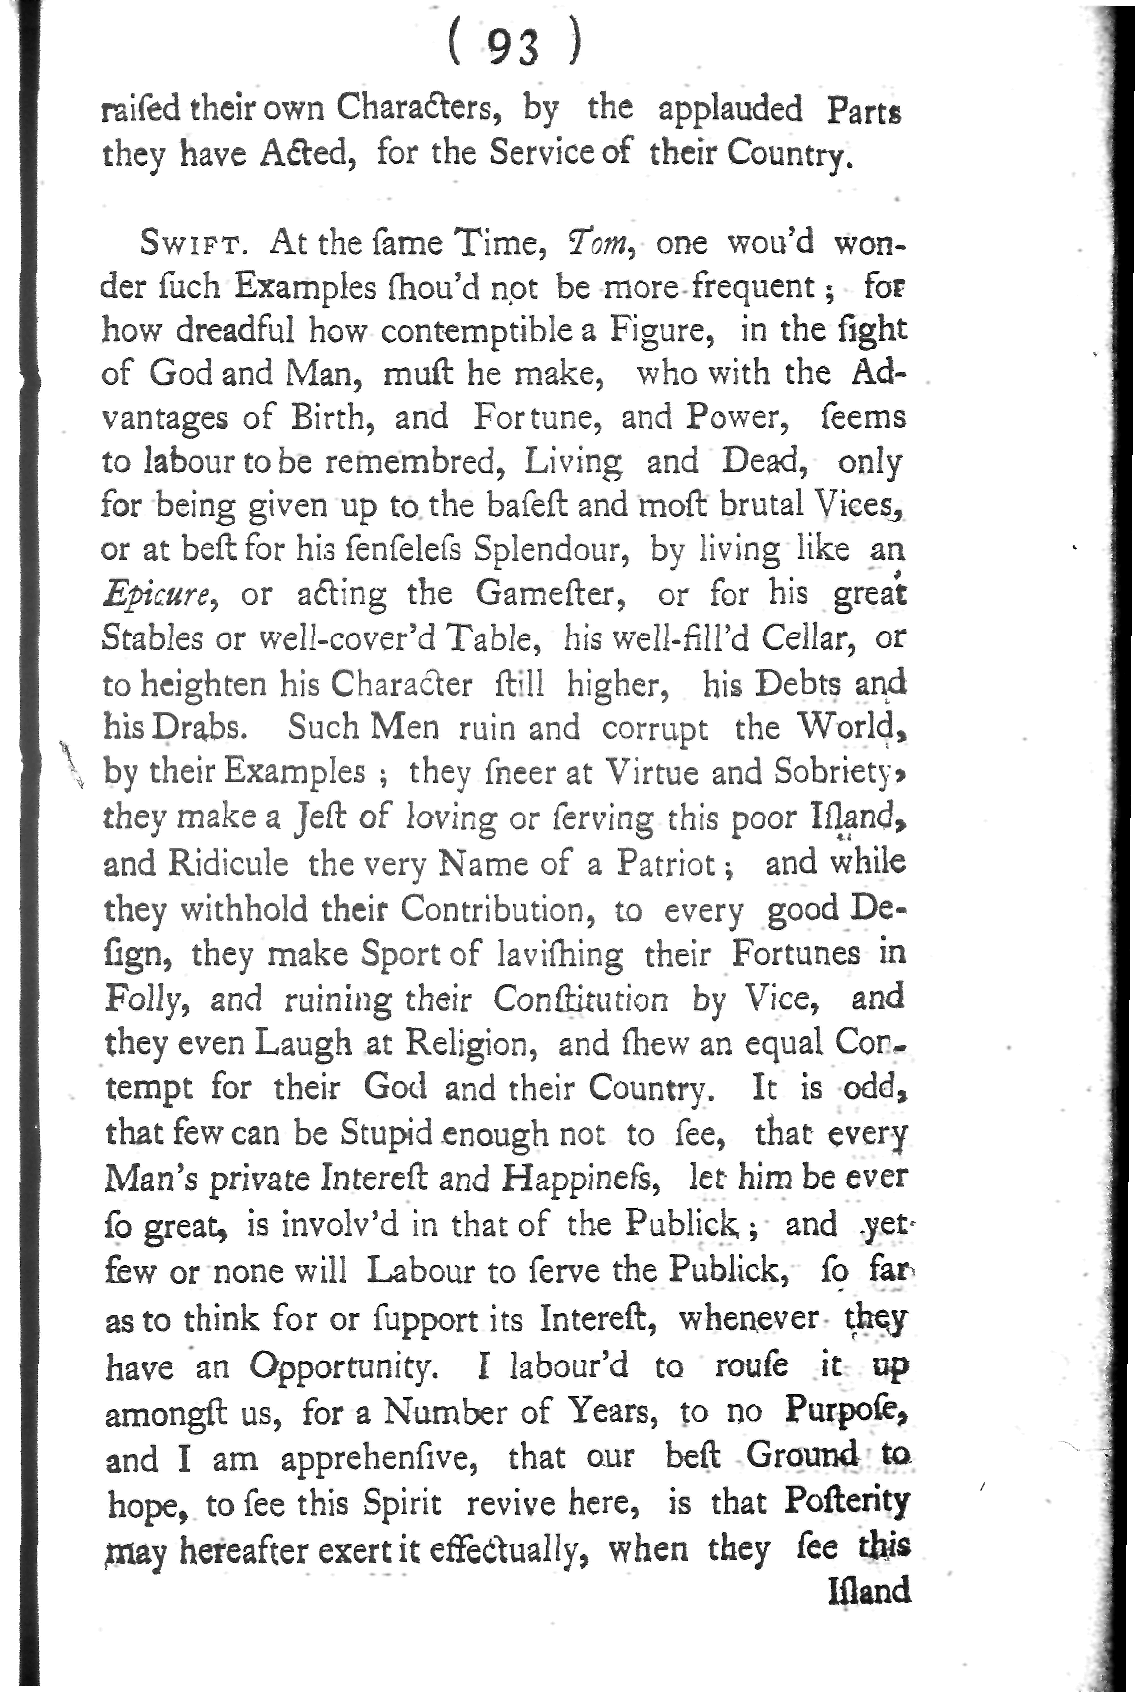 ( 93 )
raiſed their own Characters, by the applauded Parts
they have Acted, for the Service of their Country.
SWIFT. At the ſame Time, Tom, one wou'd won-
der ſuch Examples ſhou'd not be more frequent; for
how dreadful how contemptible a Figure, in the ſight
of God and Man, muſt he make, who with the Ad-
vantages of Birth, and Fortune, and Power, ſeems
to labour to be remembred, Living and Dead, only
for being given up to the baſeſt and moſt brutal Vices,
or at beſt for his ſenſeleſs Splendour, by living like an
Epicure, or acting the Gameſter, or for his great
Stables or well-cover'd Table, his well-fill'd Cellar, or
to heighten his Character ſtill higher, his Debts and
his Drabs. Such Men ruin and corrupt the World,
by their Examples; they ſneer at Virtue and Sobriety,
they make a Jeſt of loving or ſerving this poor Iſland,
and Ridicule the very Name of a Patriot; and while
they withhold their Contribution, to every good De-
ſign, they make Sport of laviſhing their Fortunes in
Folly, and ruining their Conſtitution by Vice, and
they even Laugh at Religion, and ſhew an equal Con-
tempt for their God and their Country. It is odd,
that few can be Stupid enough not to ſee, that every
Man's private Intereſt and Happineſs, let him be ever
ſo great, is involv'd in that of the Publick; and yet
few or none will Labour to ſerve the Publick, ſo far
as to think for or ſupport its Intereſt, whenever they
have an Opportunity. I labour'd to rouſe it up
amongſt us, for a Number of Years, to no Purpoſe,
and I am apprehenſive, that our beſt Ground to
hope, to ſee this Spirit revive here, is that Poſterity
may hereafter exert it effectually, when they ſee this
Iſland